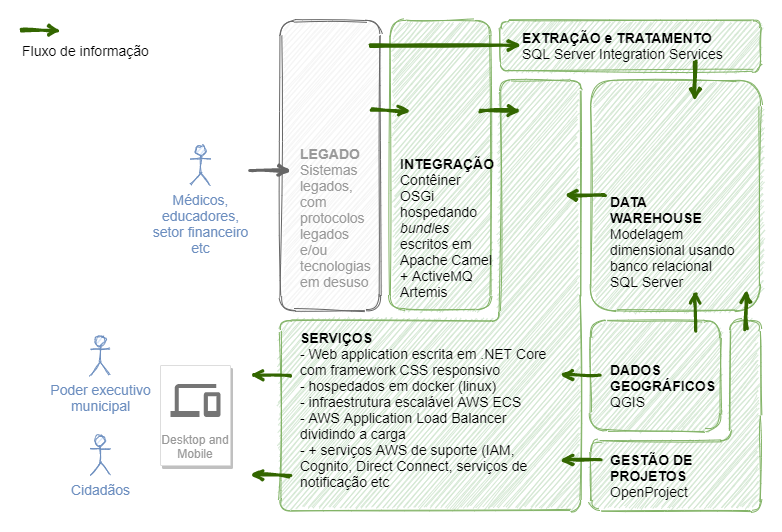 Fluxo de informação
EXTRAÇÃO e TRATAMENTO
SQL Server Integration Services
LEGADO
Sistemas
legados,
com
protocolos
legados
e/ou
tecnologias
em desuso
INTEGRAÇÃO
Contêiner
OSGi
hospedando
bundles
escritos em
Apache Camel
+ ActiveMQ
Artemis
Médicos,
educadores,
setor financeiro
etc
DATA
WAREHOUSE
Modelagem
dimensional usando
banco relacional
SQL Server
SERVIÇOS
- Web application escrita em .NET Core
com framework CSS responsivo
- hospedados em docker (linux)
- infraestrutura escalável AWS ECS
- AWS Application Load Balancer
dividindo a carga
- + serviços AWS de suporte (IAM,
Cognito, Direct Connect, serviços de
notificação etc
DADOS
GEOGRÁFICOS
QGIS
GESTÃO DE
PROJETOS
OpenProject
Poder executivo
municipal
Desktop and
Mobile
Cidadãos